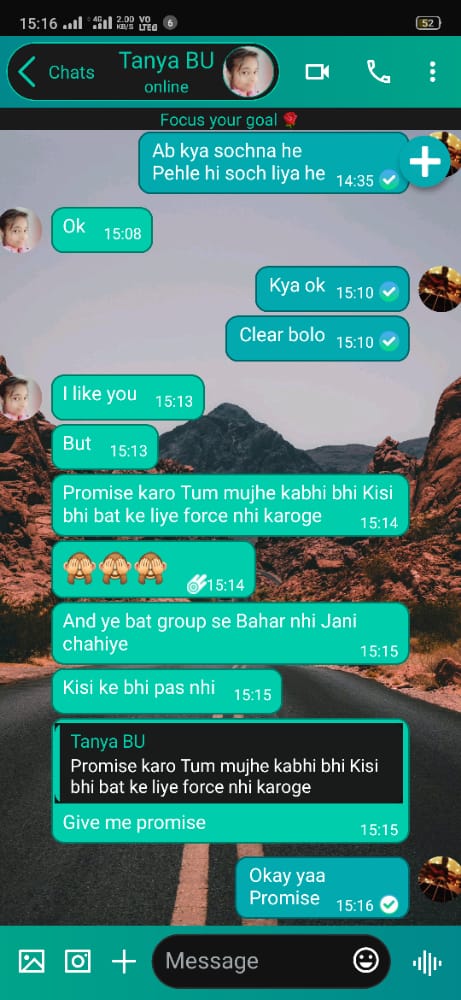 15:16 4G 2.00 KB/S VO LTE 6 52
Chats Tanya BU
online
Focus your goal 🌹
Ab kya sochna he
Pehle hi soch liya he 14:35
Ok 15:08
Kya ok 15:10
Clear bolo 15:10
I like you 15:13
But 15:13
Promise karo Tum mujhe kabhi bhi Kisi
bhi bat ke liye force nhi karoge 15:14
🙈🙈🙈 15:14
And ye bat group se Bahar nhi Jani
chahiye 15:15
Kisi ke bhi pas nhi 15:15
Tanya BU
Promise karo Tum mujhe kabhi bhi Kisi
bhi bat ke liye force nhi karoge
Give me promise 15:15
Okay yaa
Promise 15:16
Message